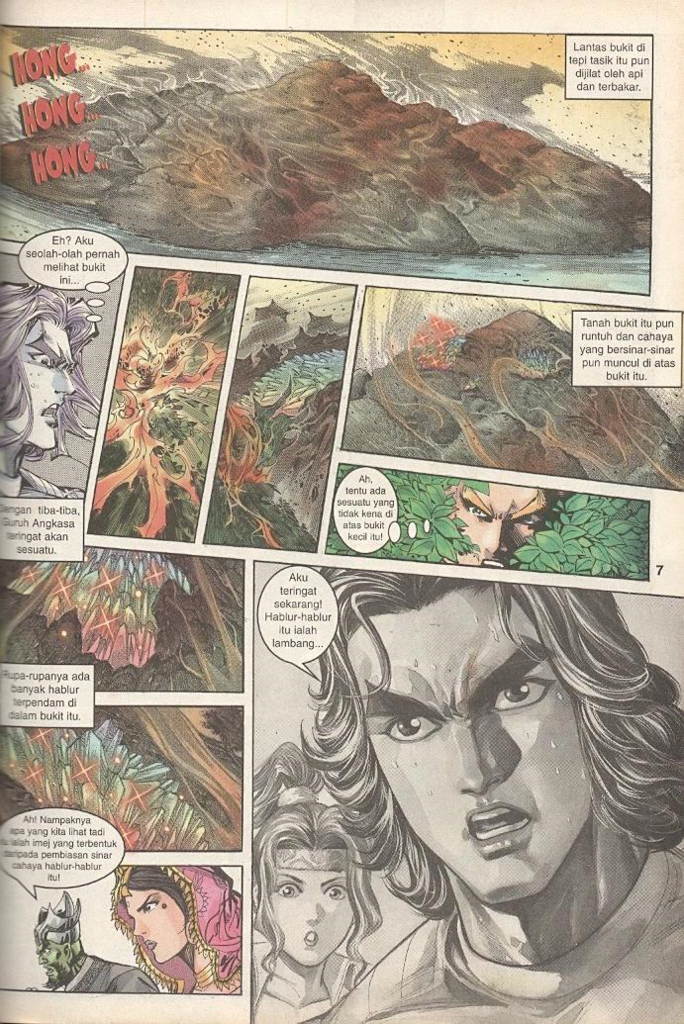 HONG...
HONG...
HONG...
Lantas bukit di
tepi tasik itu pun
dijilat oleh api
dan terbakar.
Eh? Aku
seolah-olah pernah
melihat bukit
ini...
Tanah bukit itu pun
runtuh dan cahaya
yang bersinar-sinar
pun muncul di atas
bukit itu.
Ah,
tentu ada
sesuatu yang
tidak kena di
atas bukit
kecil itu!
Dengan tiba-tiba,
Guruh Angkasa
teringat akan
sesuatu.
7
Aku
teringat
sekarang!
Hablur-hablur
itu ialah
lambang...
Rupa-rupanya ada
banyak hablur
terpendam di
dalam bukit itu.
Ah! Nampaknya
apa yang kita lihat tadi
ialah imej yang terbentuk
daripada pembiasan sinar
cahaya hablur-hablur
itu!